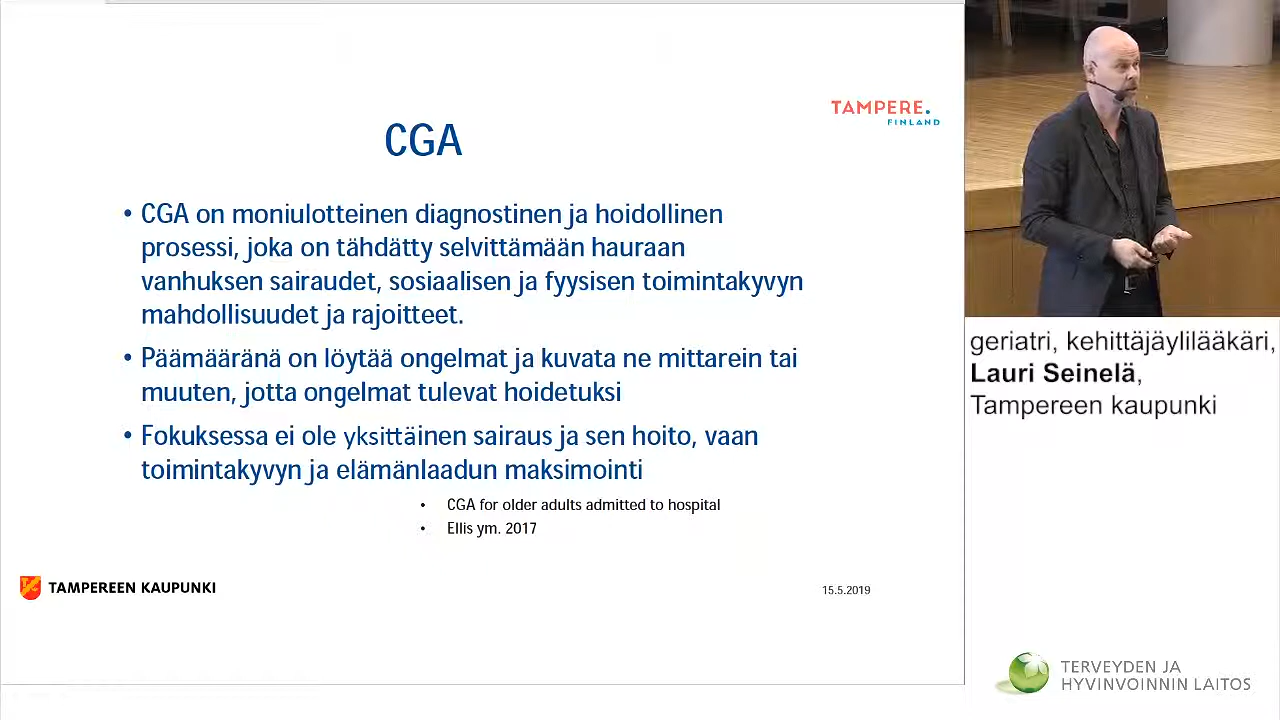 TAMPERE.
FINLAND
CGA
• CGA on moniulotteinen diagnostinen ja hoidollinen
prosessi, joka on tähdätty selvittämään hauraan
vanhuksen sairaudet, sosiaalisen ja fyysisen toimintakyvyn
mahdollisuudet ja rajoitteet.
• Päämääränä on löytää ongelmat ja kuvata ne mittarein tai
muuten, jotta ongelmat tulevat hoidetuksi
• Fokuksessa ei ole yksittäinen sairaus ja sen hoito, vaan
toimintakyvyn ja elämänlaadun maksimointi
• CGA for older adults admitted to hospital
• Ellis ym. 2017
TAMPEREEN KAUPUNKI
15.5.2019
geriatri, kehittäjäylilääkäri,
Lauri Seinelä,
Tampereen kaupunki
TERVEYDEN JA
HYVINVOINNIN LAITOS